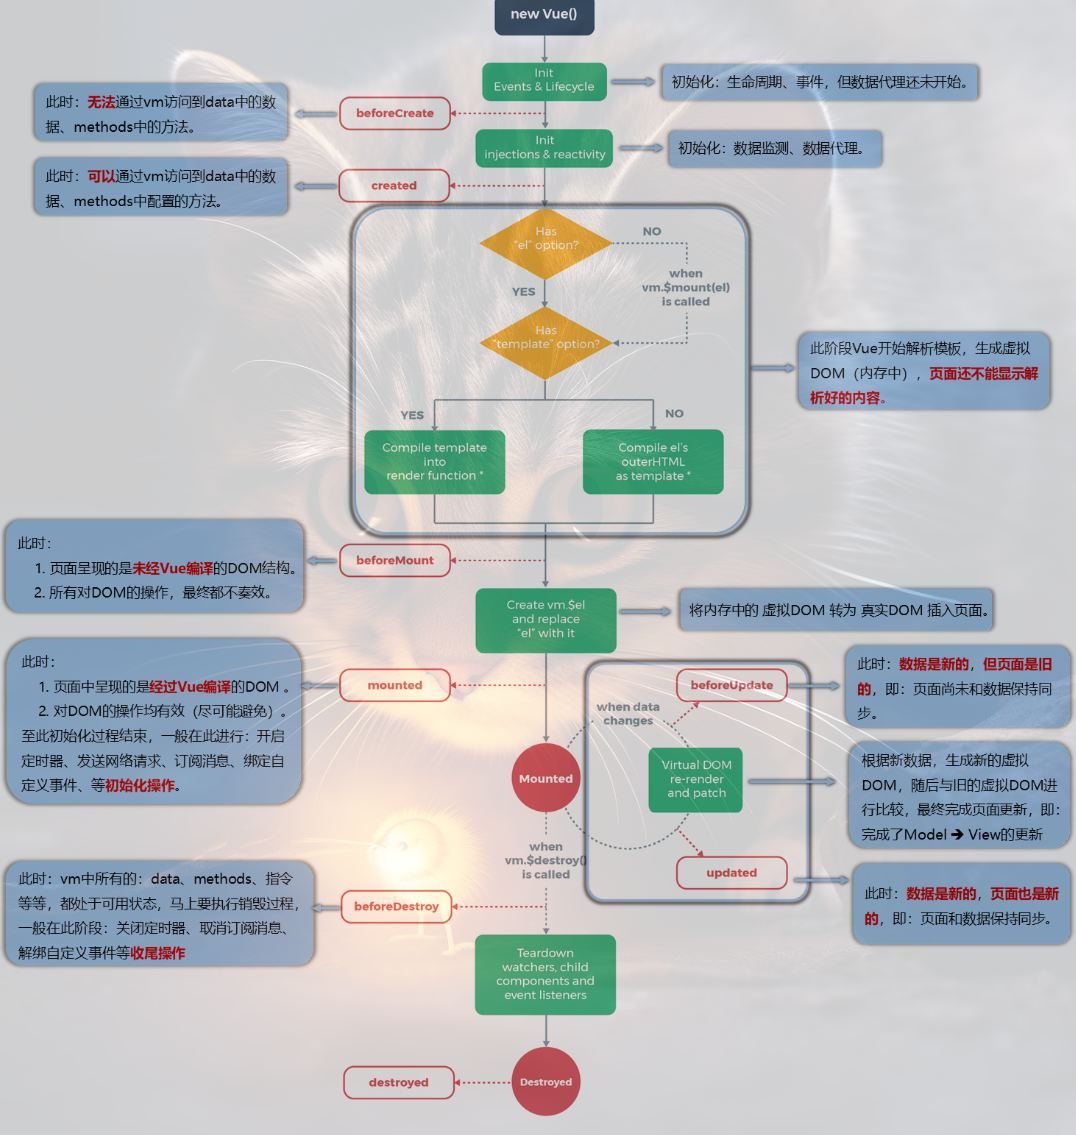 new Vue()
Init
Events & Lifecycle
初始化：生命周期、事件，但数据代理还未开始。
此时：无法通过vm访问到data中的数
据、methods中的方法。
beforeCreate
Init
injections & reactivity
初始化：数据监测、数据代理。
此时：可以通过vm访问到data中的数
据、methods中配置的方法。
created
Has
"el" option?
NO
when
vm.$mount(el)
is called
YES
Has
"template" option?
此阶段Vue开始解析模板，生成虚拟
DOM（内存中），页面还不能显示解
析好的内容。
YES
NO
Compile template
into
render function *
Compile el's
outerHTML
as template *
此时：
1. 页面呈现的是未经Vue编译的DOM结构。
2. 所有对DOM的操作，最终都不奏效。
beforeMount
Create vm.$el
and replace
"el" with it
将内存中的 虚拟DOM 转为 真实DOM 插入页面。
此时：
1. 页面中呈现的是经过Vue编译的DOM 。
2. 对DOM的操作均有效（尽可能避免）。
至此初始化过程结束，一般在此进行：开启
定时器、发送网络请求、订阅消息、绑定自
定义事件、等初始化操作。
mounted
Mounted
when data
changes
beforeUpdate
此时：数据是新的，但页面是旧
的，即：页面尚未和数据保持同
步。
Virtual DOM
re-render
and patch
根据新数据，生成新的虚拟
DOM，随后与旧的虚拟DOM进
行比较，最终完成页面更新，即：
完成了Model ➔ View的更新
updated
此时：数据是新的，页面也是新
的，即：页面和数据保持同步。
when
vm.$destroy()
is called
此时：vm中所有的：data、methods、指令
等等，都处于可用状态，马上要执行销毁过程，
一般在此阶段：关闭定时器、取消订阅消息、
解绑自定义事件等收尾操作
beforeDestroy
Teardown
watchers, child
components and
event listeners
destroyed
Destroyed